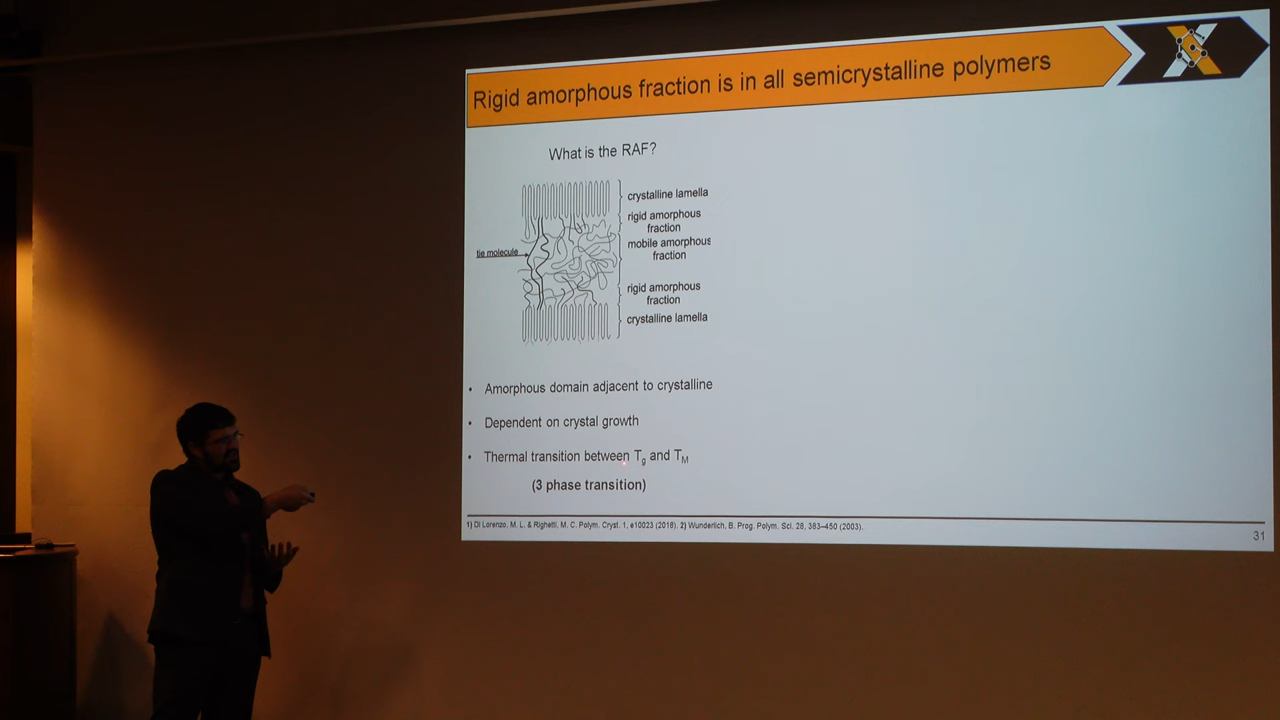 Rigid amorphous fraction is in all semicrystalline polymers
What is the RAF?
crystalline lamella
rigid amorphous
fraction
mobile amorphous
fraction
tie molecule
rigid amorphous
fraction
crystalline lamella
• Amorphous domain adjacent to crystalline
• Dependent on crystal growth
• Thermal transition between Tg and TM
(3 phase transition)
1) Di Lorenzo, M. L. & Righetti, M. C. Polym. Cryst. 1, e10023 (2018). 2) Wunderlich, B. Prog. Polym. Sci. 28, 383–450 (2003).
31